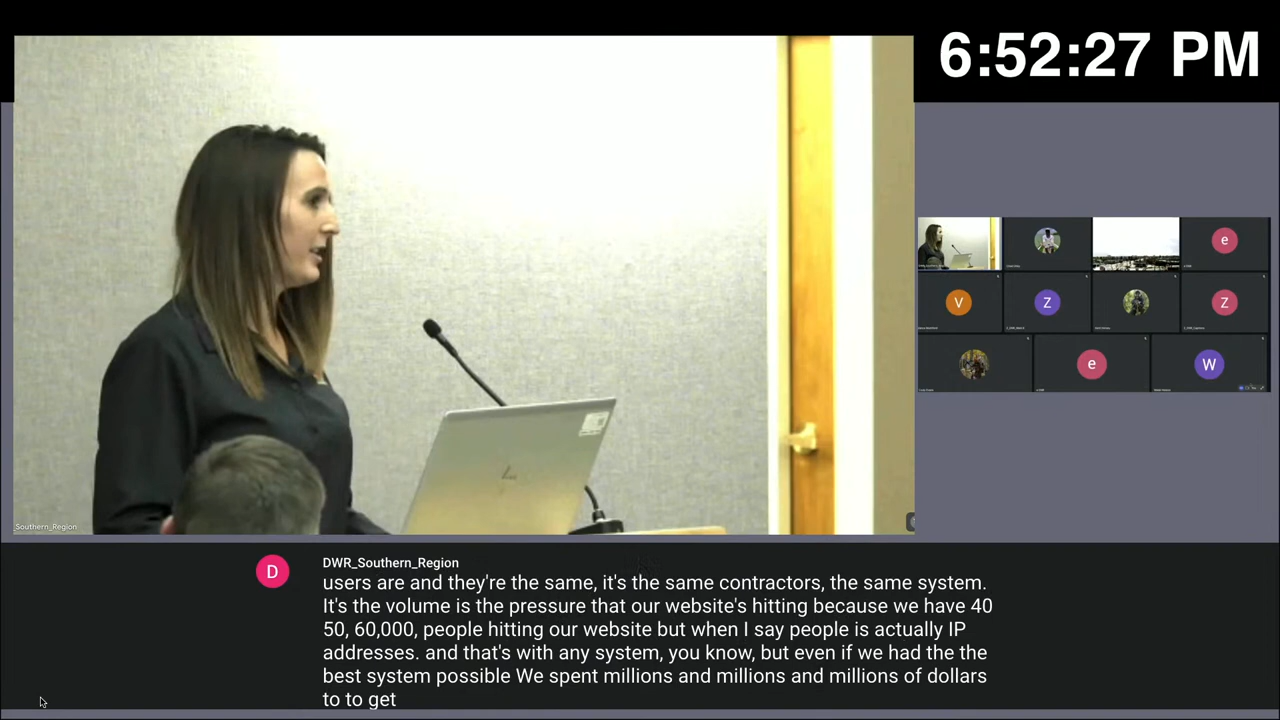 6:52:27 PM
e
V
Z
Z
e
W
Southern_Region
D
DWR_Southern_Region
users are and they're the same, it's the same contractors, the same system.
It's the volume is the pressure that our website's hitting because we have 40
50, 60,000, people hitting our website but when I say people is actually IP
addresses. and that's with any system, you know, but even if we had the the
best system possible We spent millions and millions and millions of dollars
to to get